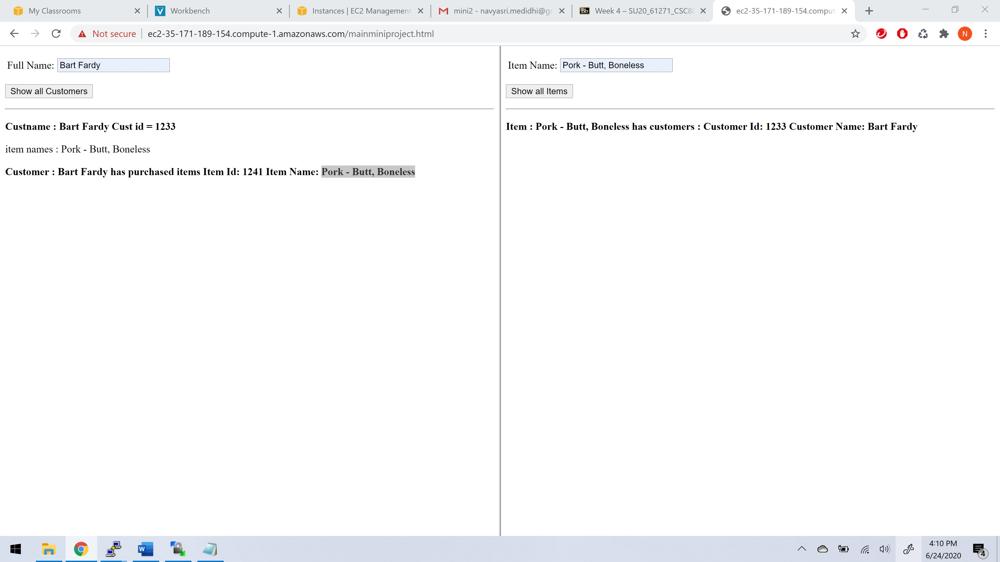 My Classrooms
Workbench
Instances | EC2 Management
mini2 - navyasri.medidhi@g
Week 4 – SU20_61271_CSC8
ec2-35-171-189-154.comput
Not secure
ec2-35-171-189-154.compute-1.amazonaws.com/mainminiproject.html
N
Full Name: Bart Fardy
Show all Customers
Custname : Bart Fardy Cust id = 1233
item names : Pork - Butt, Boneless
Customer : Bart Fardy has purchased items Item Id: 1241 Item Name: Pork - Butt, Boneless
Item Name: Pork - Butt, Boneless
Show all Items
Item : Pork - Butt, Boneless has customers : Customer Id: 1233 Customer Name: Bart Fardy
4:10 PM
6/24/2020
4